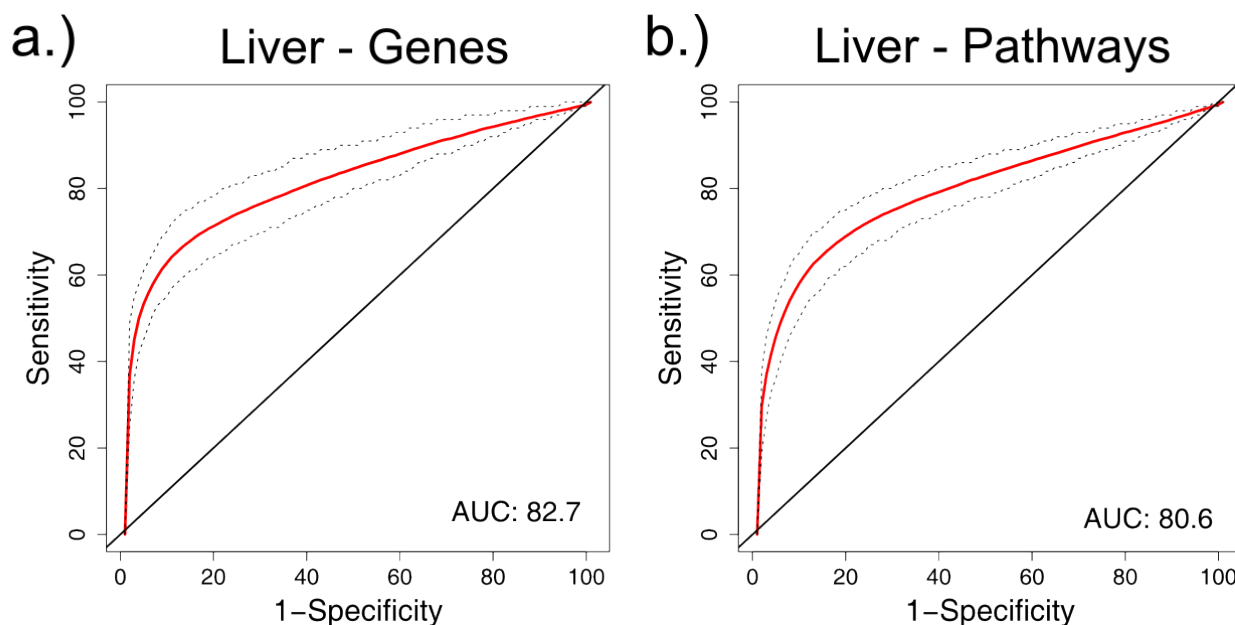 a.) Liver - Genes
Sensitivity
100
80
60
40
20
0
AUC: 82.7
0 20 40 60 80 100
1−Specificity
b.) Liver - Pathways
Sensitivity
100
80
60
40
20
0
AUC: 80.6
0 20 40 60 80 100
1−Specificity